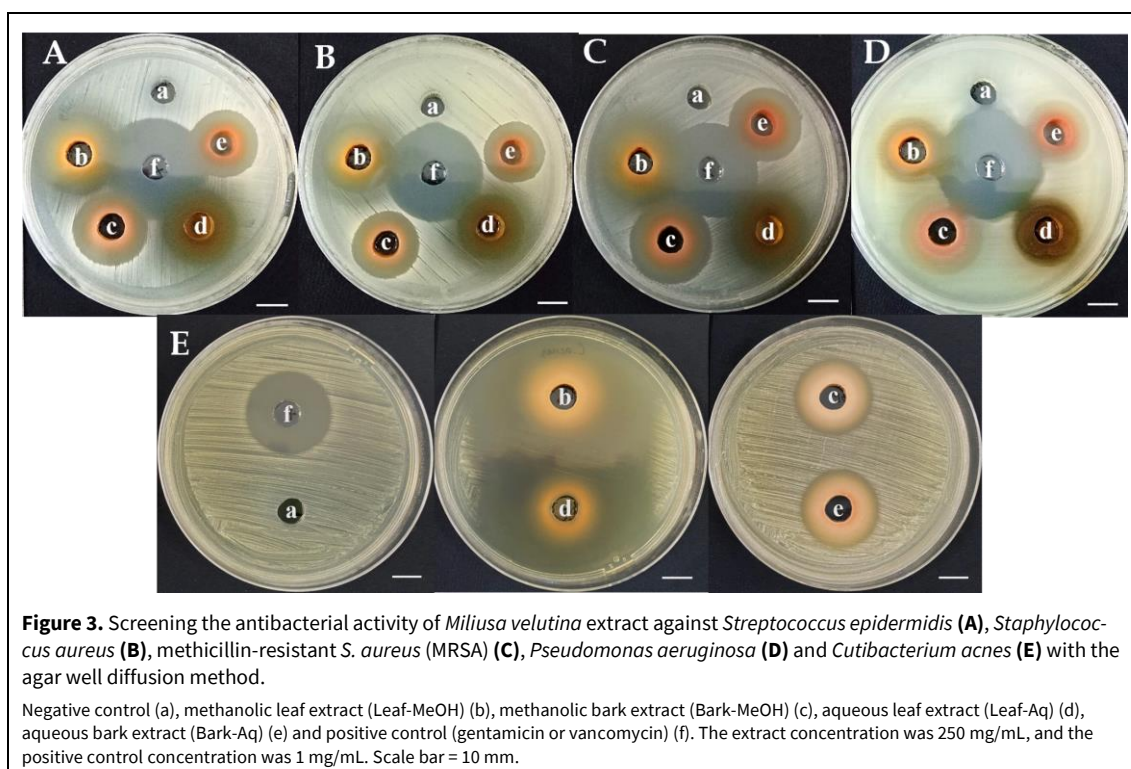 A
B
C
D
a
a
a
a
b
e
b
e
b
e
b
e
f
f
f
f
c
d
c
d
c
d
c
d
E
f
b
c
a
d
e
Figure 3. Screening the antibacterial activity of Miliusa velutina extract against Streptococcus epidermidis (A), Staphylococ-
cus aureus (B), methicillin-resistant S. aureus (MRSA) (C), Pseudomonas aeruginosa (D) and Cutibacterium acnes (E) with the
agar well diffusion method.
Negative control (a), methanolic leaf extract (Leaf-MeOH) (b), methanolic bark extract (Bark-MeOH) (c), aqueous leaf extract (Leaf-Aq) (d),
aqueous bark extract (Bark-Aq) (e) and positive control (gentamicin or vancomycin) (f). The extract concentration was 250 mg/mL, and the
positive control concentration was 1 mg/mL. Scale bar = 10 mm.